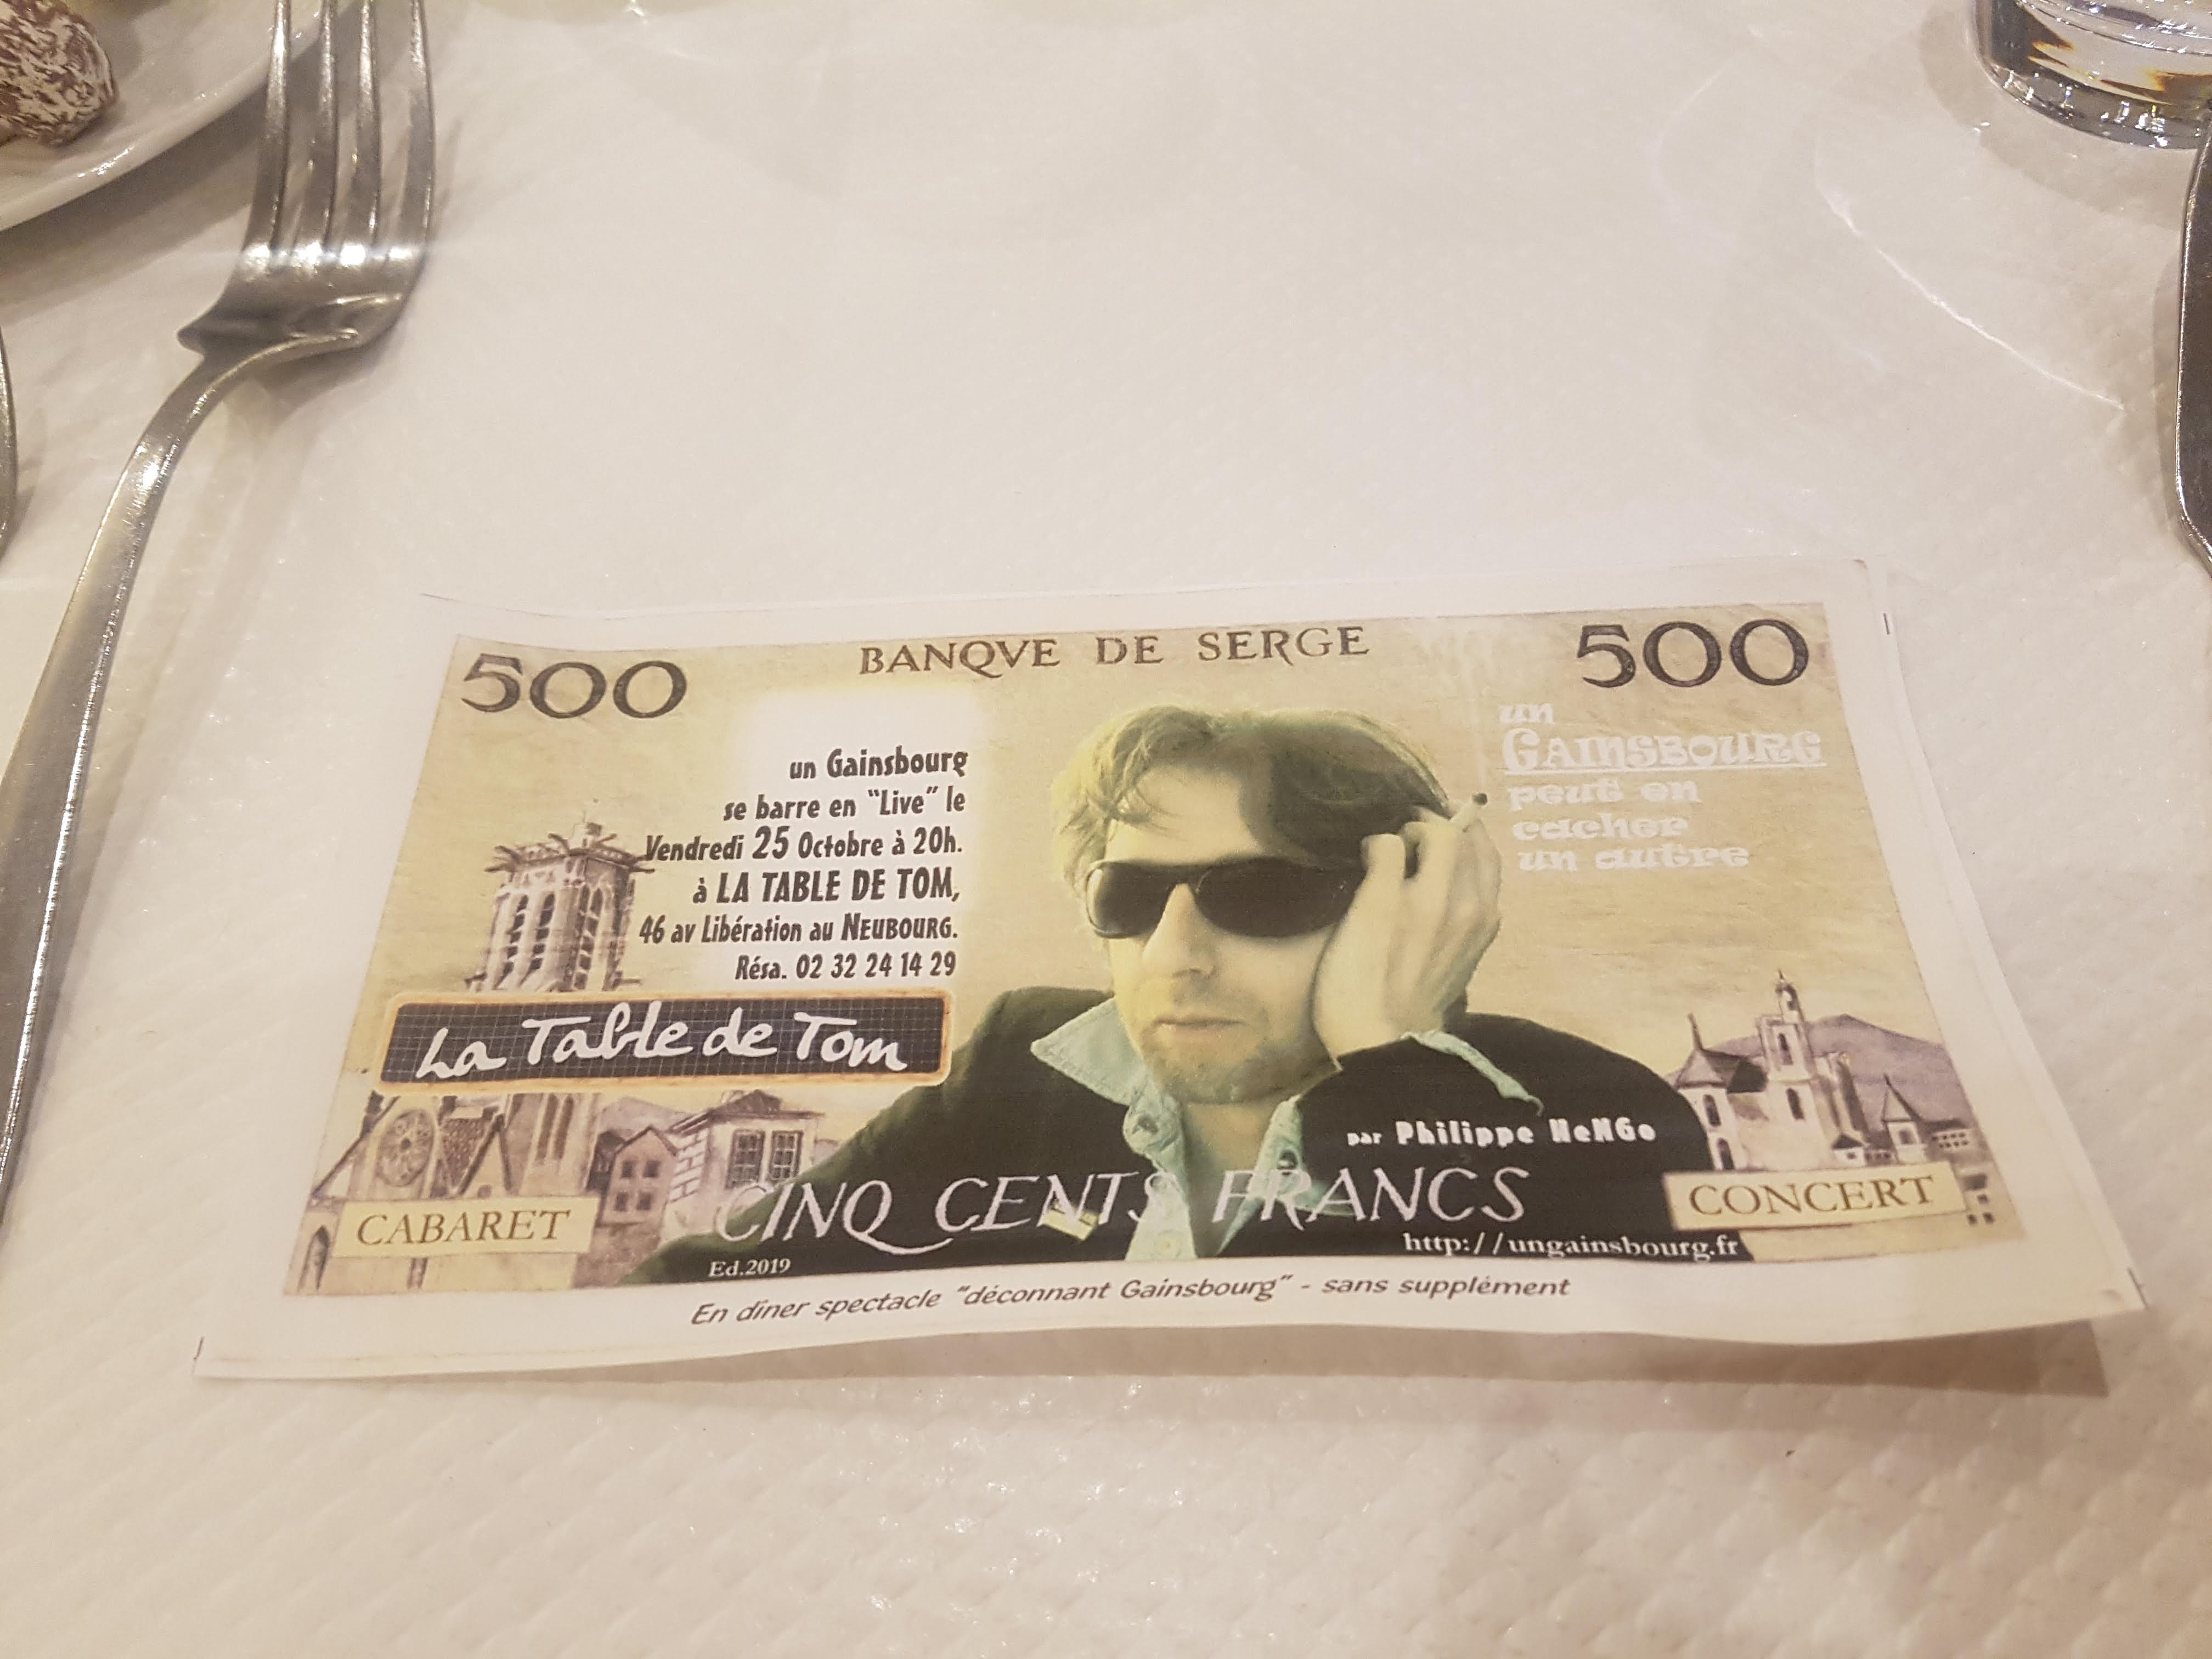 500
BANQVE DE SERGE
500
un Gainsbourg
se barre en "Live" le
Vendredi 25 Octobre à 20h.
à LA TABLE DE TOM,
46 av Libération au NEUBOURG.
Résa. 02 32 24 14 29
La Table de Tom
un
GAINSBOURG
peut en
cacher
un autre
par Philippe NeNGo
CINQ CENTS FRANCS
CABARET
CONCERT
http://ungainsbourg.fr
Ed.2019
En dîner spectacle "déconnant Gainsbourg" - sans supplément